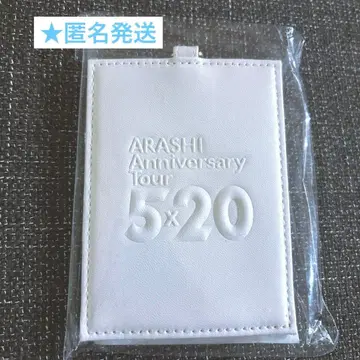 ★匿名発送
ARASHI
Anniversary
Tour
5x20